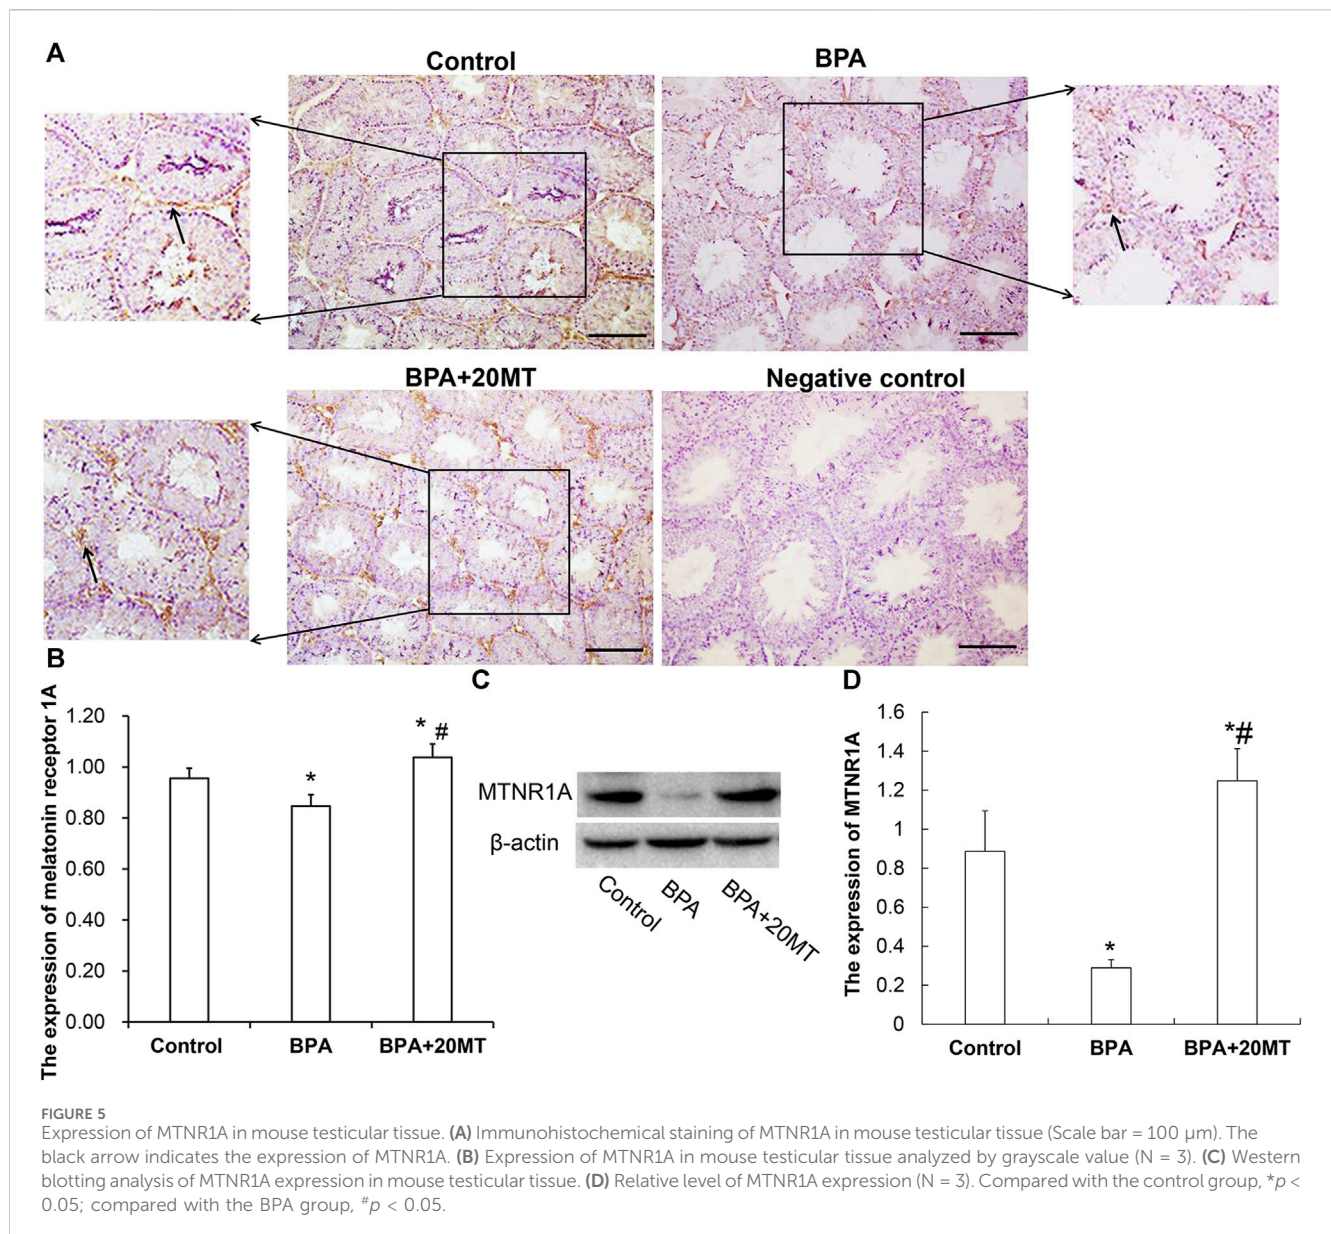 A
Control
BPA
BPA+20MT
Negative control
B
The expression of melatonin receptor 1A
1.20
1.00
0.80
0.60
0.40
0.20
0.00
*
*
#
Control
BPA
BPA+20MT
C
MTNR1A
β-actin
Control
BPA
BPA+20MT
D
The expression of MTNR1A
1.6
1.4
1.2
1
0.8
0.6
0.4
0.2
0
*
*#
Control
BPA
BPA+20MT
FIGURE 5
Expression of MTNR1A in mouse testicular tissue. (A) Immunohistochemical staining of MTNR1A in mouse testicular tissue (Scale bar = 100 μm). The
black arrow indicates the expression of MTNR1A. (B) Expression of MTNR1A in mouse testicular tissue analyzed by grayscale value (N = 3). (C) Western
blotting analysis of MTNR1A expression in mouse testicular tissue. (D) Relative level of MTNR1A expression (N = 3). Compared with the control group, *p <
0.05; compared with the BPA group, #p < 0.05.